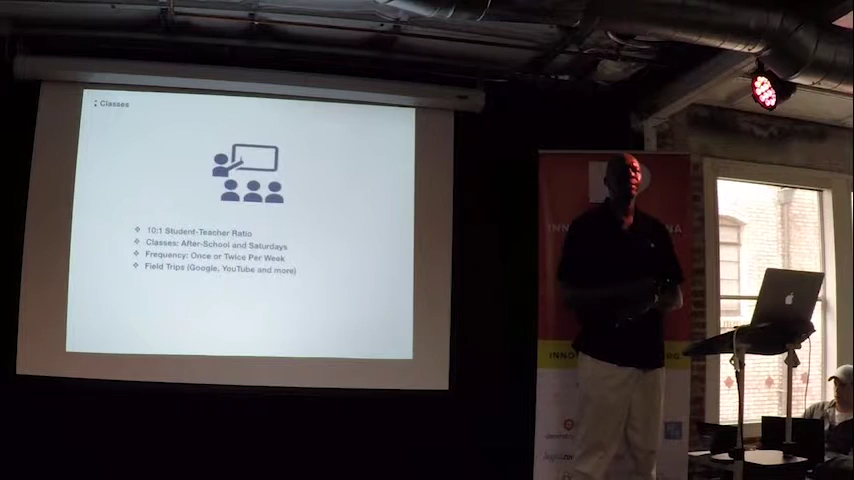 Classes
10:1 Student-Teacher Ratio
Classes: After-School and Saturdays
Frequency: Once or Twice Per Week
Field Trips (Google, YouTube and more)
INNO